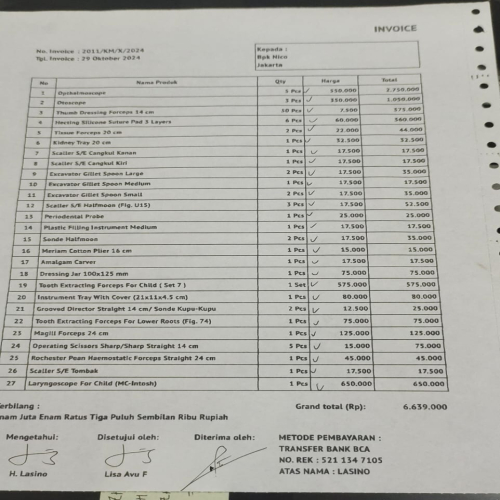 INVOICE
No. Invoice : 2011/KM/X/2024
Tgl. Invoice : 29 Oktober 2024
Kepada :
Bpk Nico
Jakarta
No Nama Produk Qty Harga Total
1 Opthalmoscope 5 Pcs 550.000 2.750.000
2 Otoscope 3 Pcs 350.000 1.050.000
3 Thumb Dressing Forceps 14 cm 50 Pcs 7.500 375.000
4 Hecting Silicone Suture Pad 3 Layers 6 Pcs 60.000 360.000
5 Tissue Forceps 20 cm 2 Pcs 22.000 44.000
6 Kidney Tray 20 cm 1 Pcs 32.500 32.500
7 Scaller S/E Cangkul Kanan 1 Pcs 17.500 17.500
8 Scaller S/E Cangkul Kiri 1 Pcs 17.500 17.500
9 Excavator Gillet Spoon Large 2 Pcs 17.500 35.000
10 Excavator Gillet Spoon Medium 1 Pcs 17.500 17.500
11 Excavator Gillet Spoon Small 2 Pcs 17.500 35.000
12 Scaller S/E Halfmoon (Fig. U15) 3 Pcs 17.500 52.500
13 Periodental Probe 1 Pcs 25.000 25.000
14 Plastic Filling Instrument Medium 1 Pcs 17.500 17.500
15 Sonde Halfmoon 2 Pcs 17.500 35.000
16 Meriam Cotton Plier 16 cm 1 Pcs 15.000 15.000
17 Amalgam Carver 1 Pcs 17.500 17.500
18 Dressing Jar 100x125 mm 1 Pcs 75.000 75.000
19 Tooth Extracting Forceps For Child ( Set 7 ) 1 Set 575.000 575.000
20 Instrument Tray With Cover (21x11x4.5 cm) 1 Pcs 80.000 80.000
21 Grooved Director Straight 14 cm/ Sonde Kupu-Kupu 2 Pcs 12.500 25.000
22 Tooth Extracting Forceps For Lower Roots (Fig. 74) 1 Pcs 75.000 75.000
23 Magill Forceps 24 cm 1 Pcs 125.000 125.000
24 Operating Scissors Sharp/Sharp Straight 14 cm 5 Pcs 15.000 75.000
25 Rochester Pean Haemostatic Forceps Straight 24 cm 1 Pcs 45.000 45.000
26 Scaller S/E Tombak 1 Pcs 17.500 17.500
27 Laryngoscope For Child (MC-Intosh) 1 Pcs 650.000 650.000
Terbilang : Grand total (Rp): 6.639.000
Enam Juta Enam Ratus Tiga Puluh Sembilan Ribu Rupiah
Mengetahui: Disetujui oleh: Diterima oleh:
H. Lasino Lisa Avu F
METODE PEMBAYARAN :
TRANSFER BANK BCA
NO. REK : 521 134 7105
ATAS NAMA : LASINO